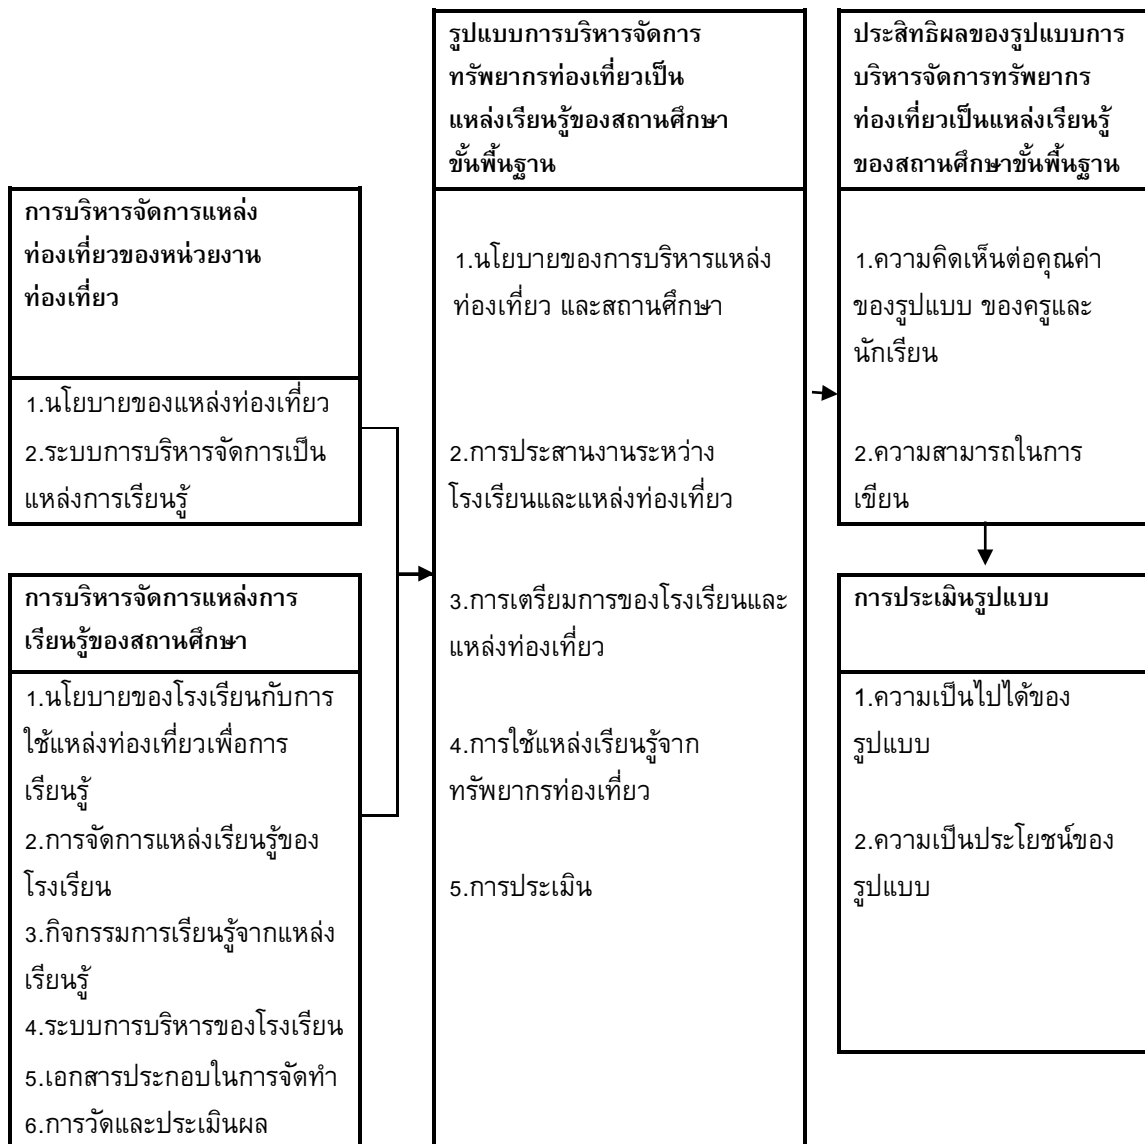 การบริหารจัดการแหล่ง
ท่องเที่ยวของหน่วยงาน
ท่องเที่ยว
1.นโยบายของแหล่งท่องเที่ยว
2.ระบบการบริหารจัดการเป็น
แหล่งการเรียนรู้
การบริหารจัดการแหล่งการ
เรียนรู้ของสถานศึกษา
1.นโยบายของโรงเรียนกับการ
ใช้แหล่งท่องเที่ยวเพื่อการ
เรียนรู้
2.การจัดการแหล่งเรียนรู้ของ
โรงเรียน
3.กิจกรรมการเรียนรู้จากแหล่ง
เรียนรู้
4.ระบบการบริหารของโรงเรียน
5.เอกสารประกอบในการจัดทำ
6.การวัดและประเมินผล
รูปแบบการบริหารจัดการ
ทรัพยากรท่องเที่ยวเป็น
แหล่งเรียนรู้ของสถานศึกษา
ขั้นพื้นฐาน
1.นโยบายของการบริหารแหล่ง
ท่องเที่ยว และสถานศึกษา
2.การประสานงานระหว่าง
โรงเรียนและแหล่งท่องเที่ยว
3.การเตรียมการของโรงเรียนและ
แหล่งท่องเที่ยว
4.การใช้แหล่งเรียนรู้จาก
ทรัพยากรท่องเที่ยว
5.การประเมิน
ประสิทธิผลของรูปแบบการ
บริหารจัดการทรัพยากร
ท่องเที่ยวเป็นแหล่งเรียนรู้
ของสถานศึกษาขั้นพื้นฐาน
1.ความคิดเห็นต่อคุณค่า
ของรูปแบบ ของครูและ
นักเรียน
2.ความสามารถในการ
เขียน
การประเมินรูปแบบ
1.ความเป็นไปได้ของ
รูปแบบ
2.ความเป็นประโยชน์ของ
รูปแบบ